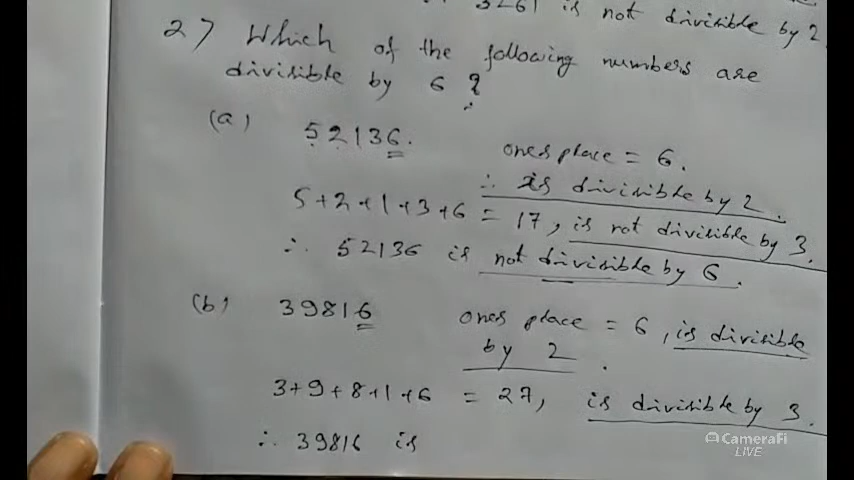 3261 is not divisible by 2
27 Which of the following numbers are
divisible by 6 ?
(a) 52136. ones place = 6.
∴ is divisible by 2.
5+2+1+3+6 = 17, is not divisible by 3.
∴ 52136 is not divisible by 6.
(b) 39816 ones place = 6, is divisible
by 2.
3+9+8+1+6 = 27, is divisible by 3.
∴ 39816 is
CameraFi
LIVE